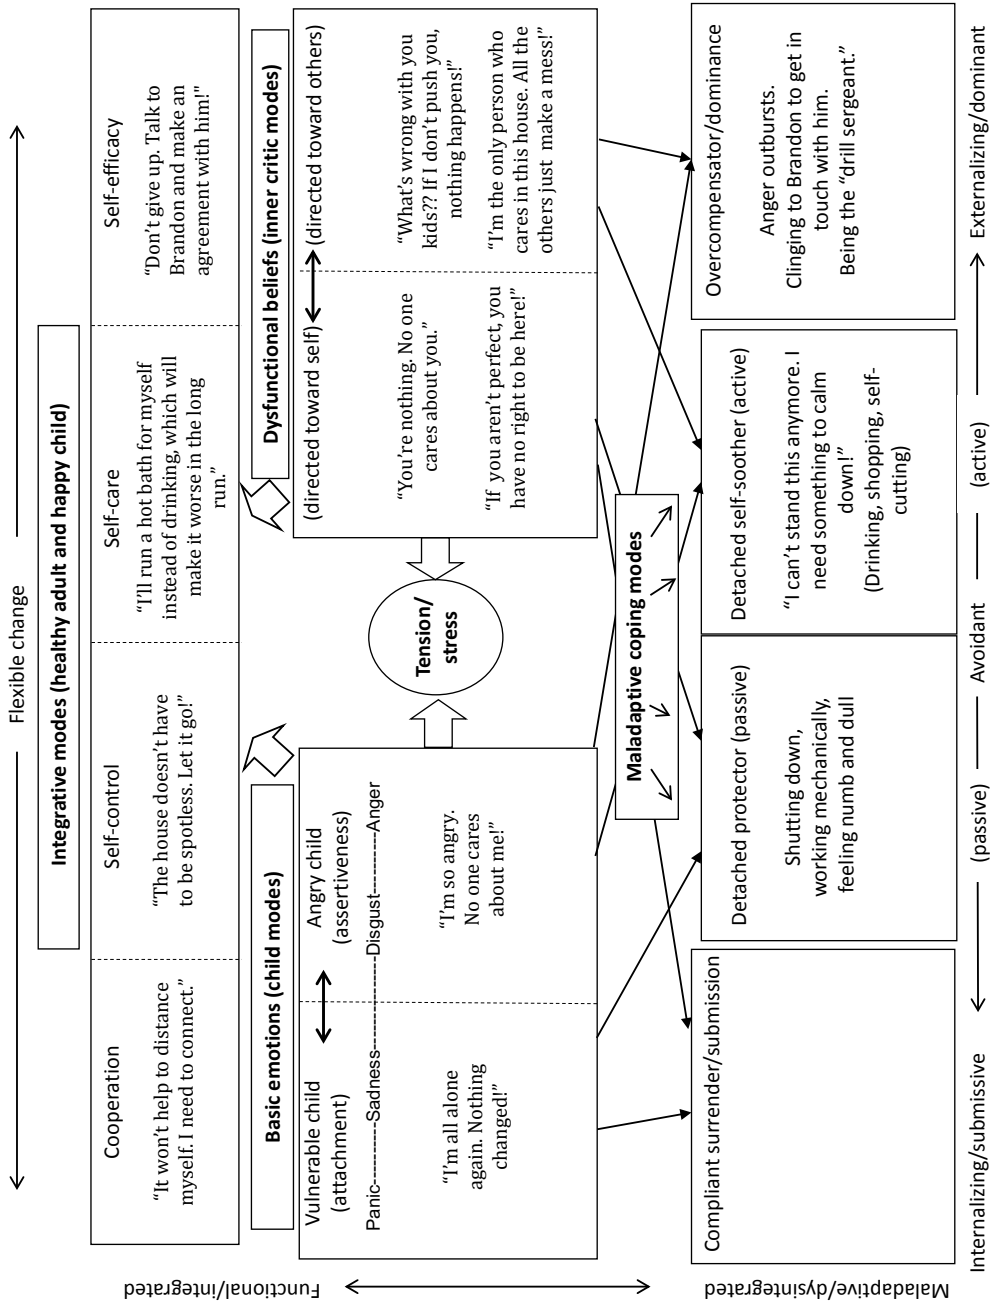 Flexible change
Integrative modes (healthy adult and happy child)
Cooperation
“It won’t help to distance
myself. I need to connect.”
Self-control
“The house doesn’t have
to be spotless. Let it go!”
Self-care
“I’ll run a hot bath for myself
instead of drinking, which will
make it worse in the long
run.”
Self-efficacy
“Don’t give up. Talk to
Brandon and make an
agreement with him!"
Basic emotions (child modes)
Vulnerable child
(attachment)
Angry child
(assertiveness)
Panic--------Sadness------------Disgust------Anger
“I’m all alone
again. Nothing
changed!”
“I’m so angry.
No one cares
about me!”
Tension/
stress
Dysfunctional beliefs (inner critic modes)
(directed toward self)
(directed toward others)
“You’re nothing. No one
cares about you.”
“If you aren’t perfect, you
have no right to be here!”
“What’s wrong with you
kids?? If I don’t push you,
nothing happens!”
“I’m the only person who
cares in this house. All the
others just make a mess!”
Maladaptive coping modes
Compliant surrender/submission
Detached protector (passive)
Shutting down,
working mechanically,
feeling numb and dull
Detached self-soother (active)
“I can’t stand this anymore. I
need something to calm
down!”
(Drinking, shopping, self-
cutting)
Overcompensator/dominance
Anger outbursts.
Clinging to Brandon to get in
touch with him.
Being the “drill sergeant.”
Internalizing/submissive
(passive)
Avoidant
(active)
Externalizing/dominant
Functional/integrated
Maladaptive/dysintegrated